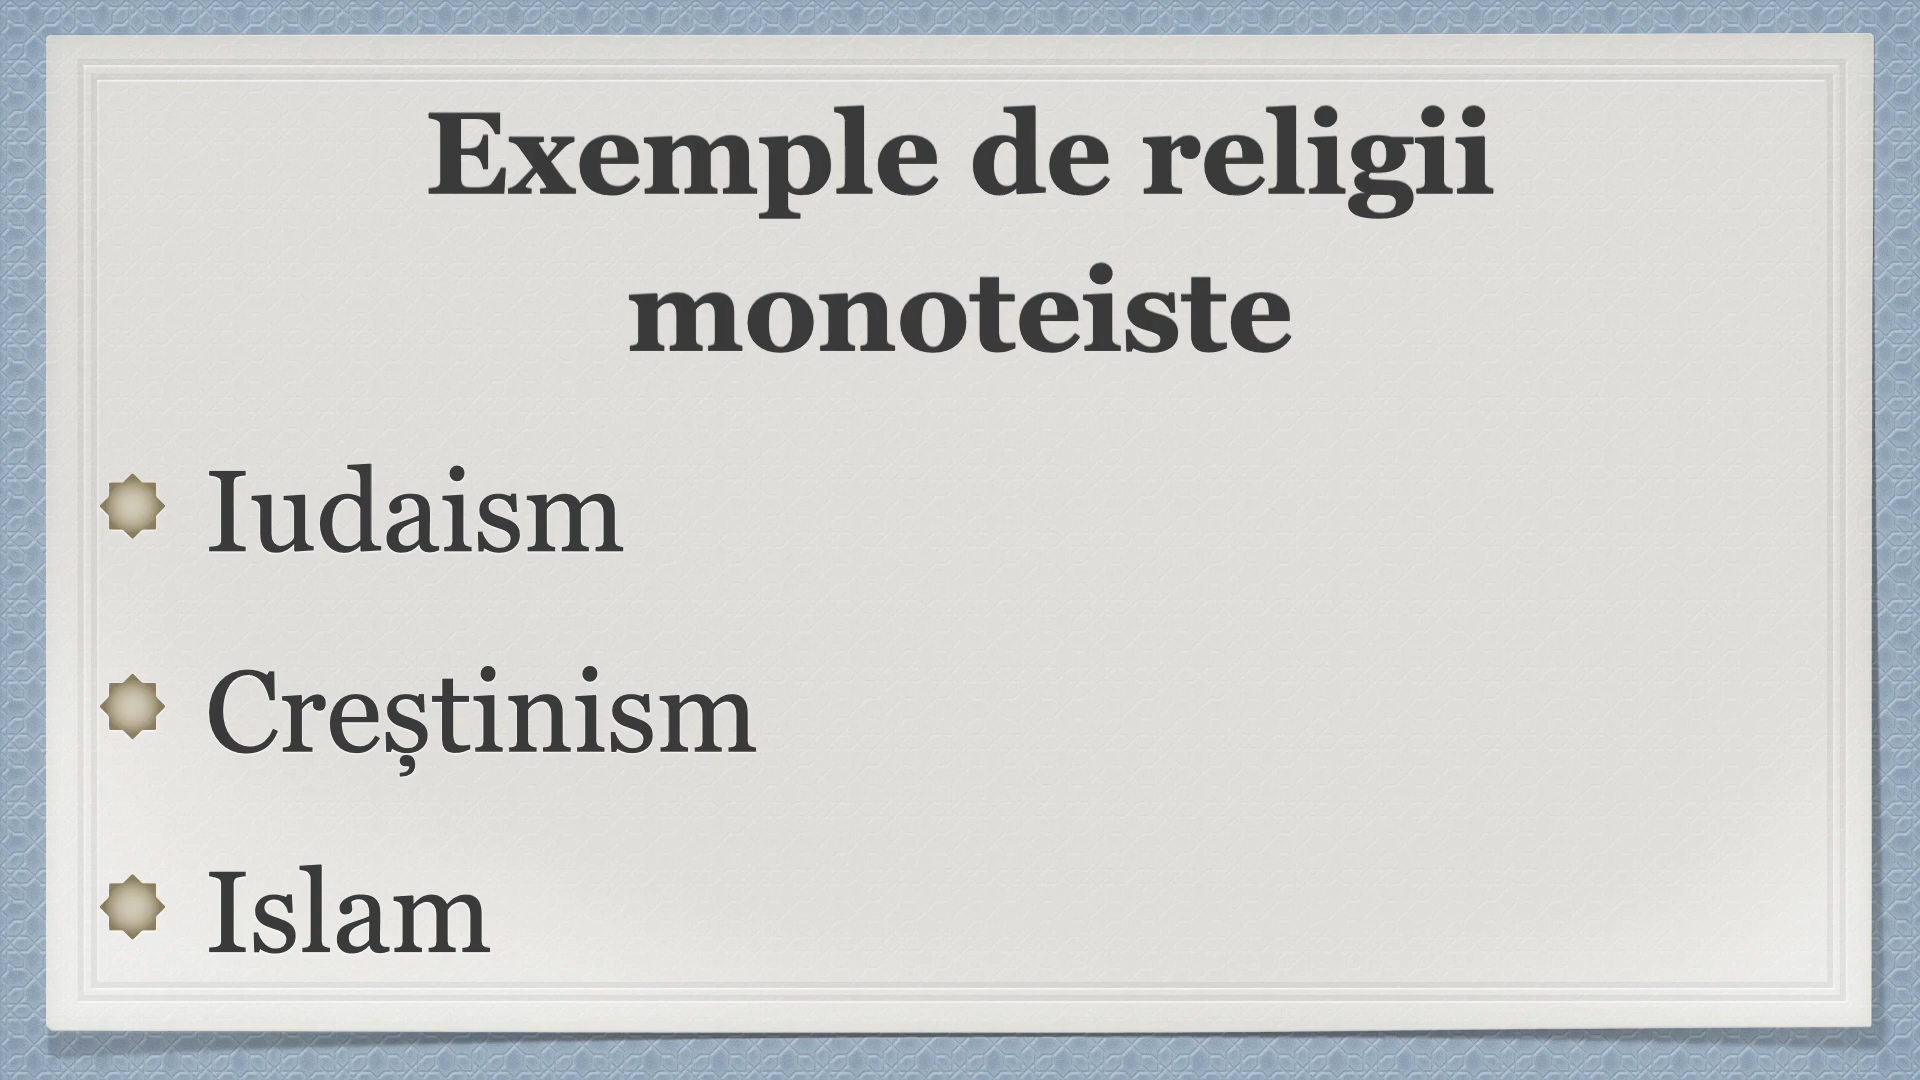 Exemple de religii
monoteiste
Iudaism
Creștinism
Islam